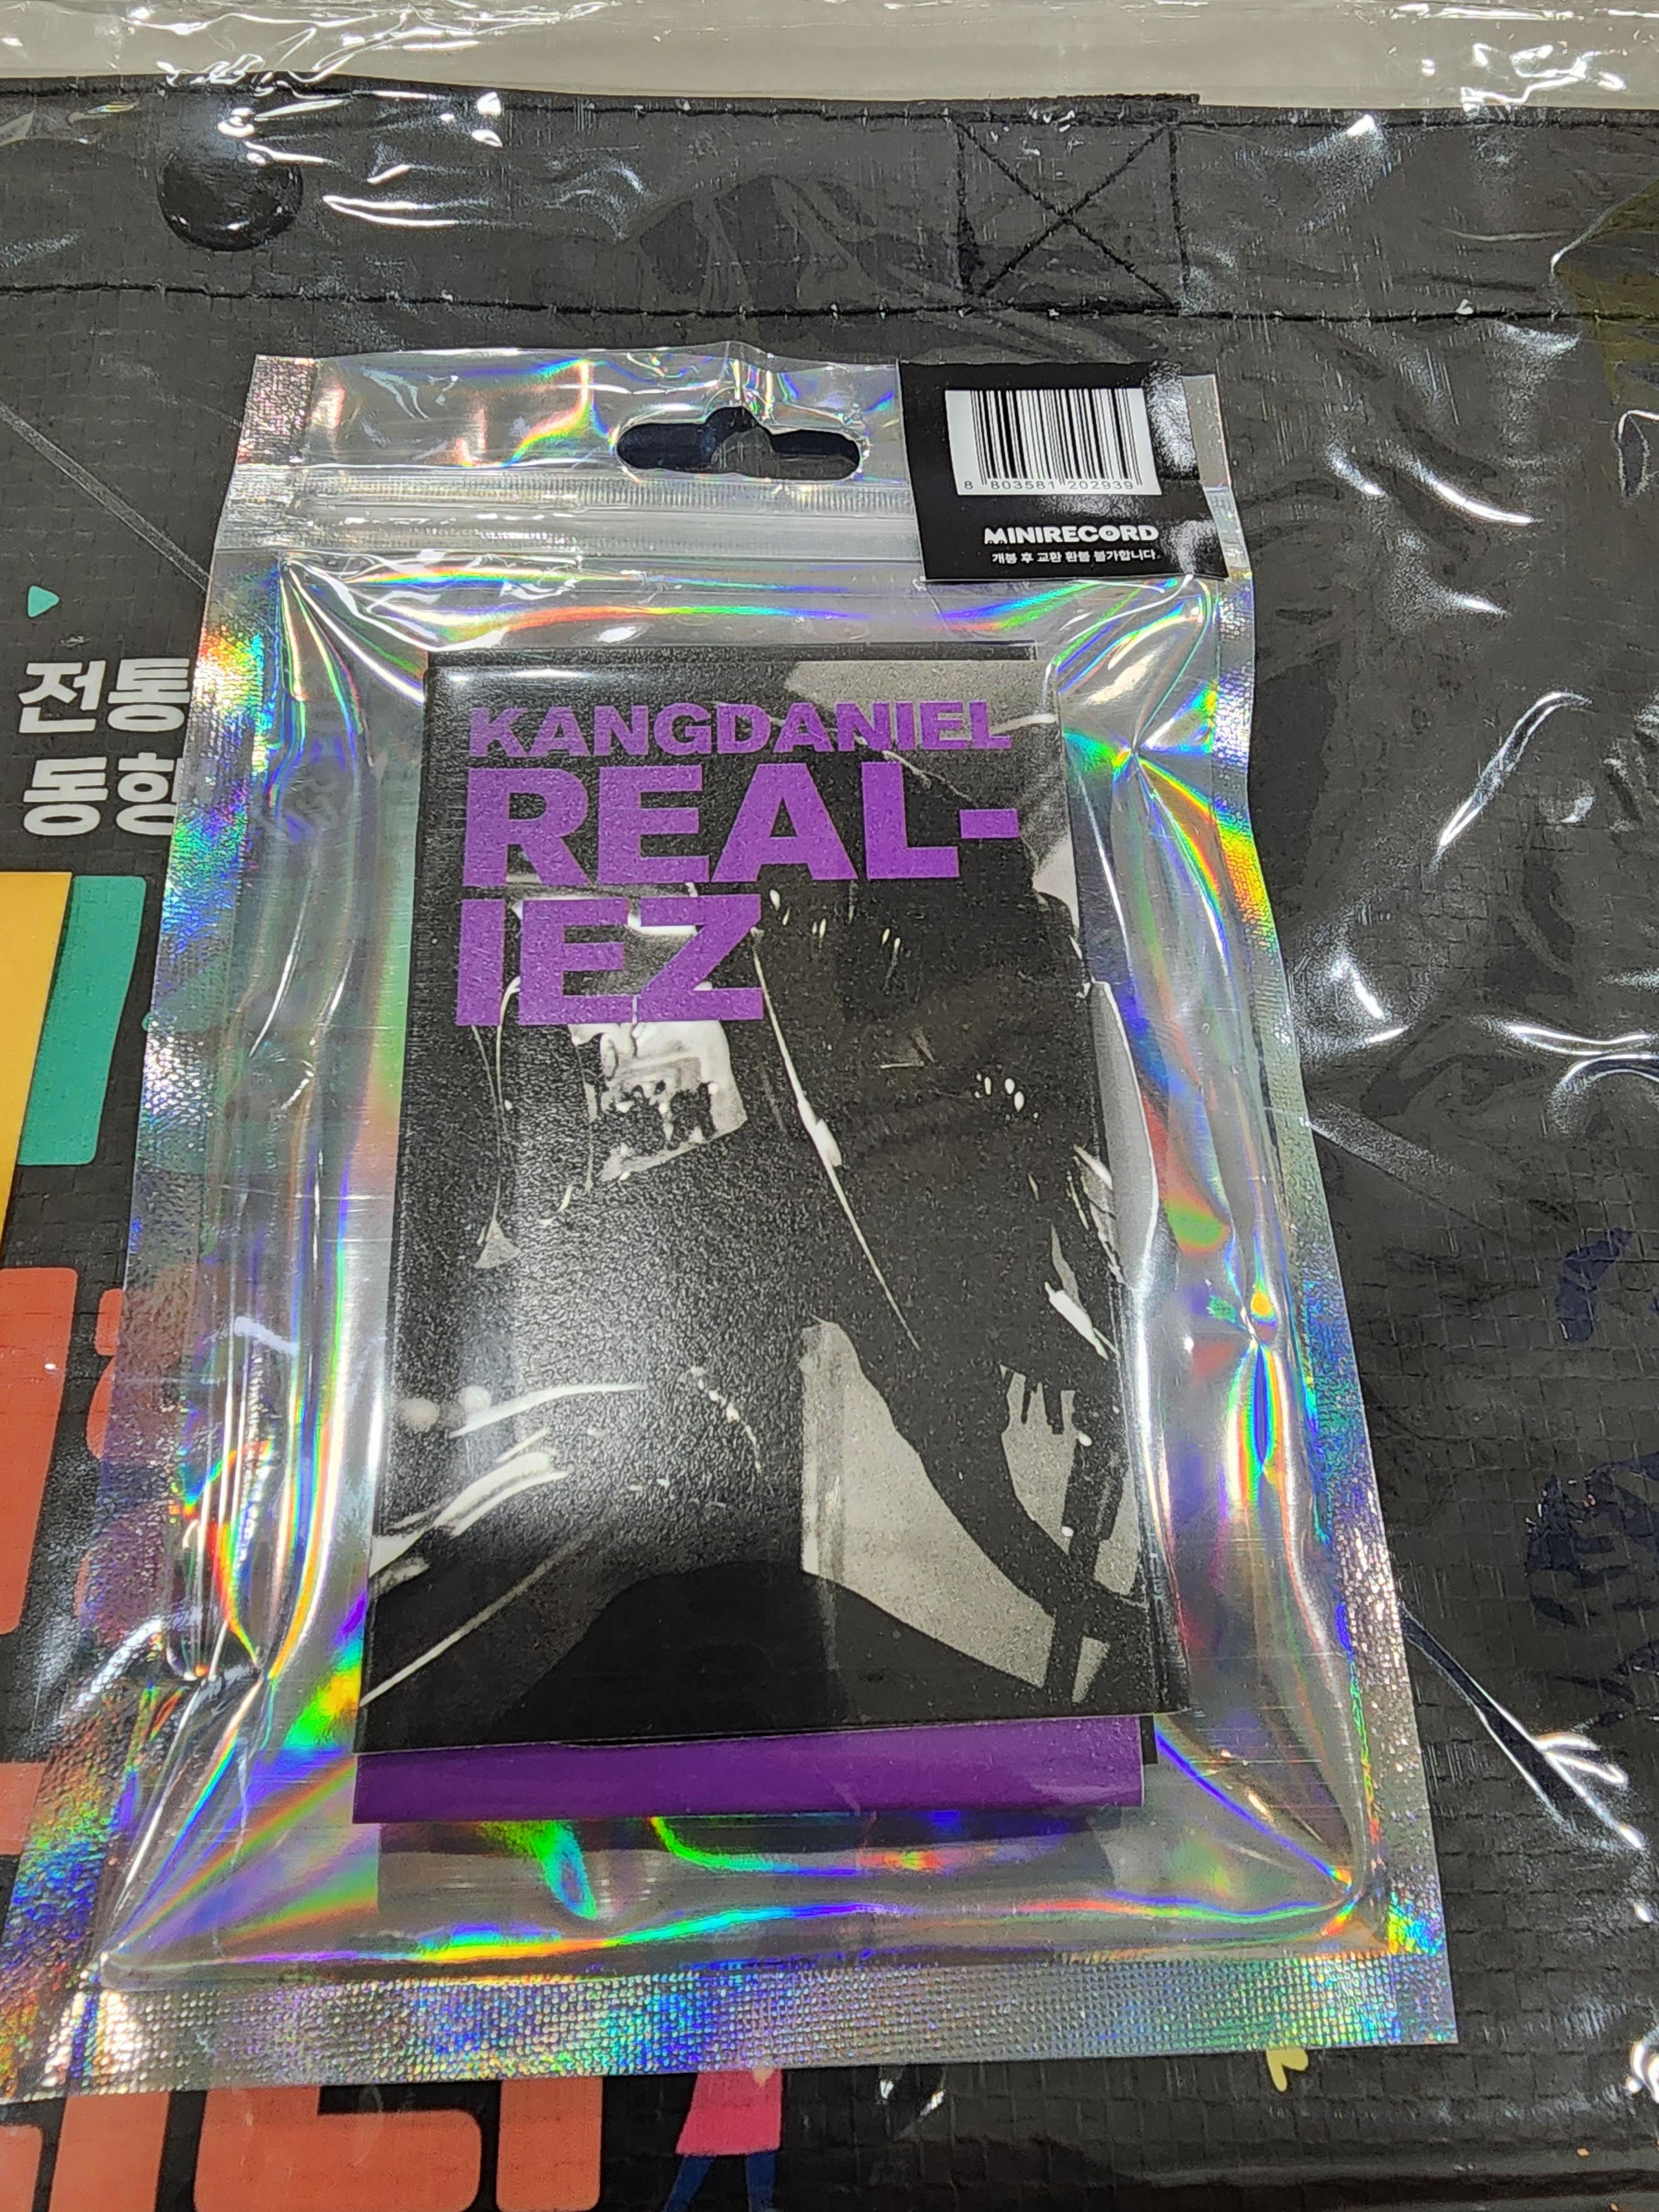 8 803581 202939
MINIRECORD
개봉 후 교환 환불 불가합니다.
전통
동행
KANGDANIEL
REAL-
IEZ